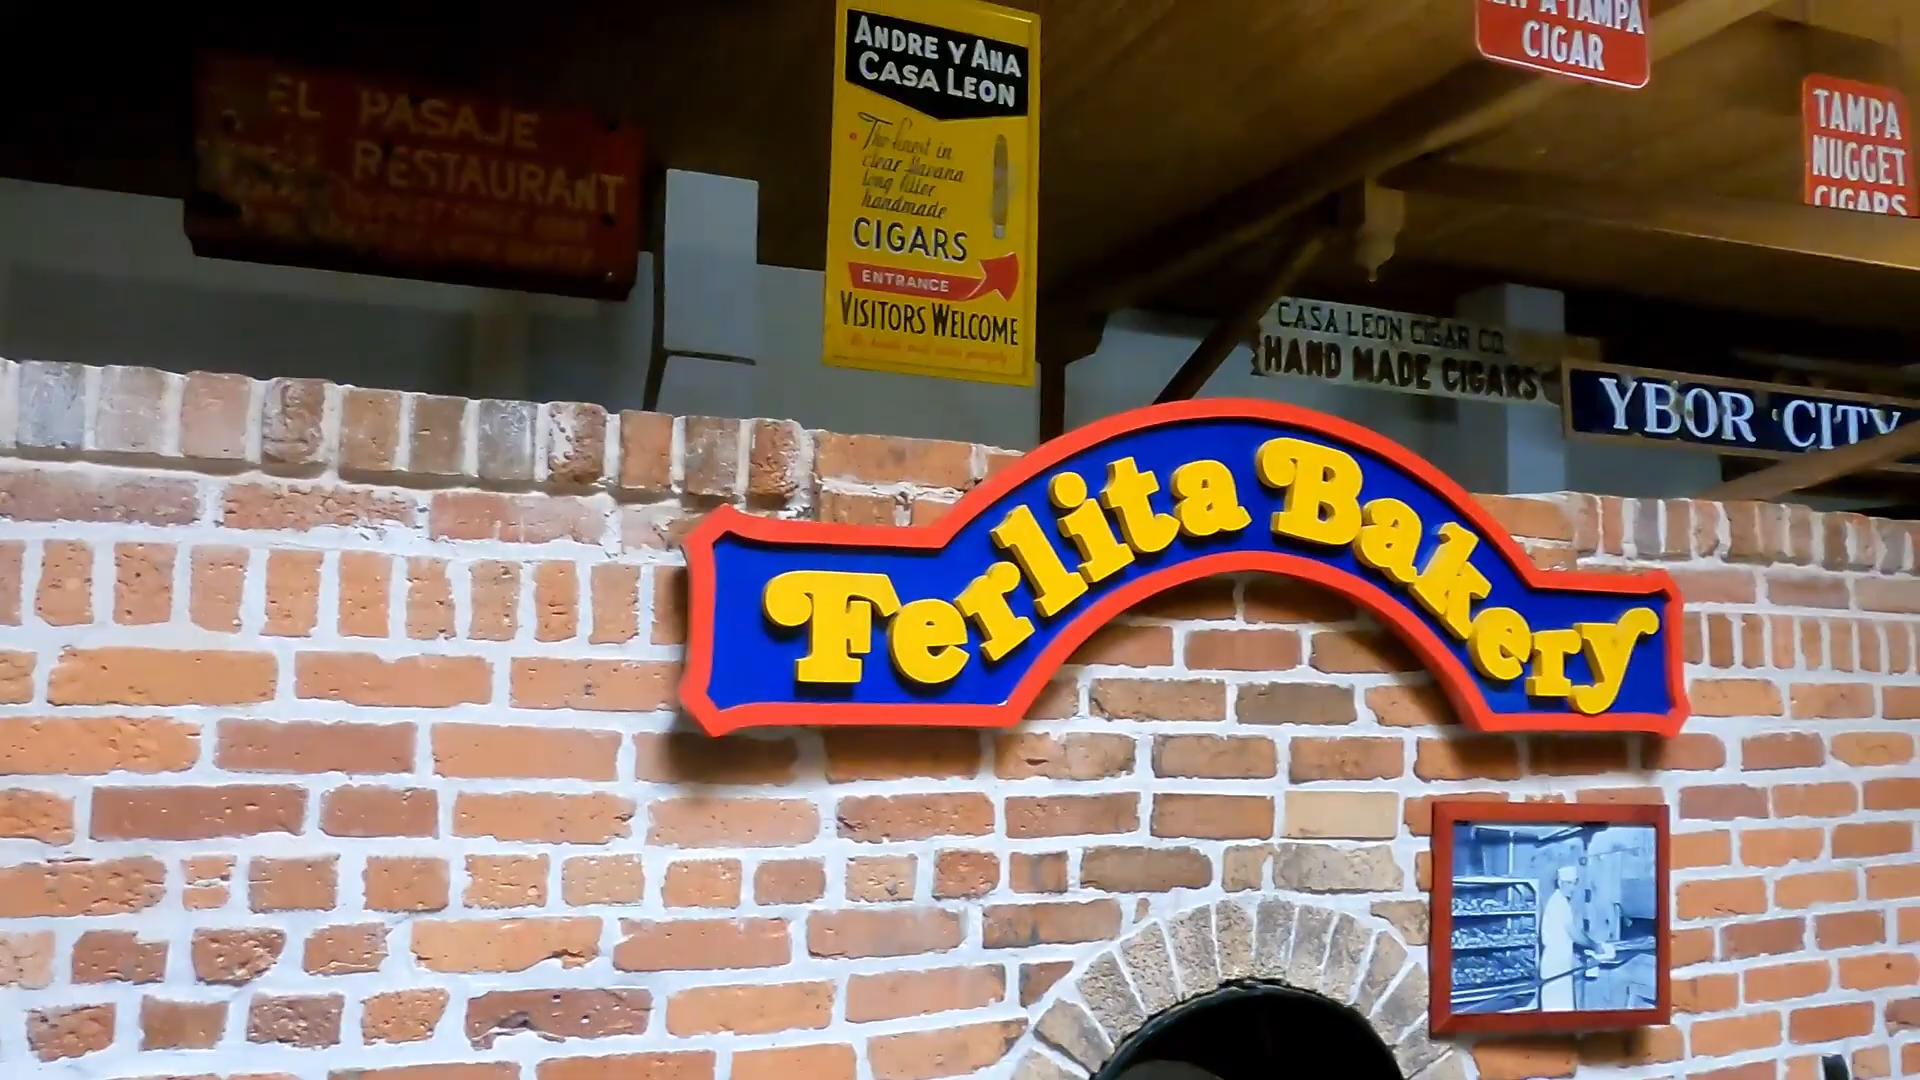 EL PASAJE
RESTAURANT
ANDRE Y ANA
CASA LEON
The finest in
clear Havana
long filler
handmade
CIGARS
ENTRANCE
VISITORS WELCOME
A-TAMPA
CIGAR
TAMPA
NUGGET
CIGARS
CASA LEON CIGAR CO.
HAND MADE CIGARS
YBOR CITY
Ferlita Bakery